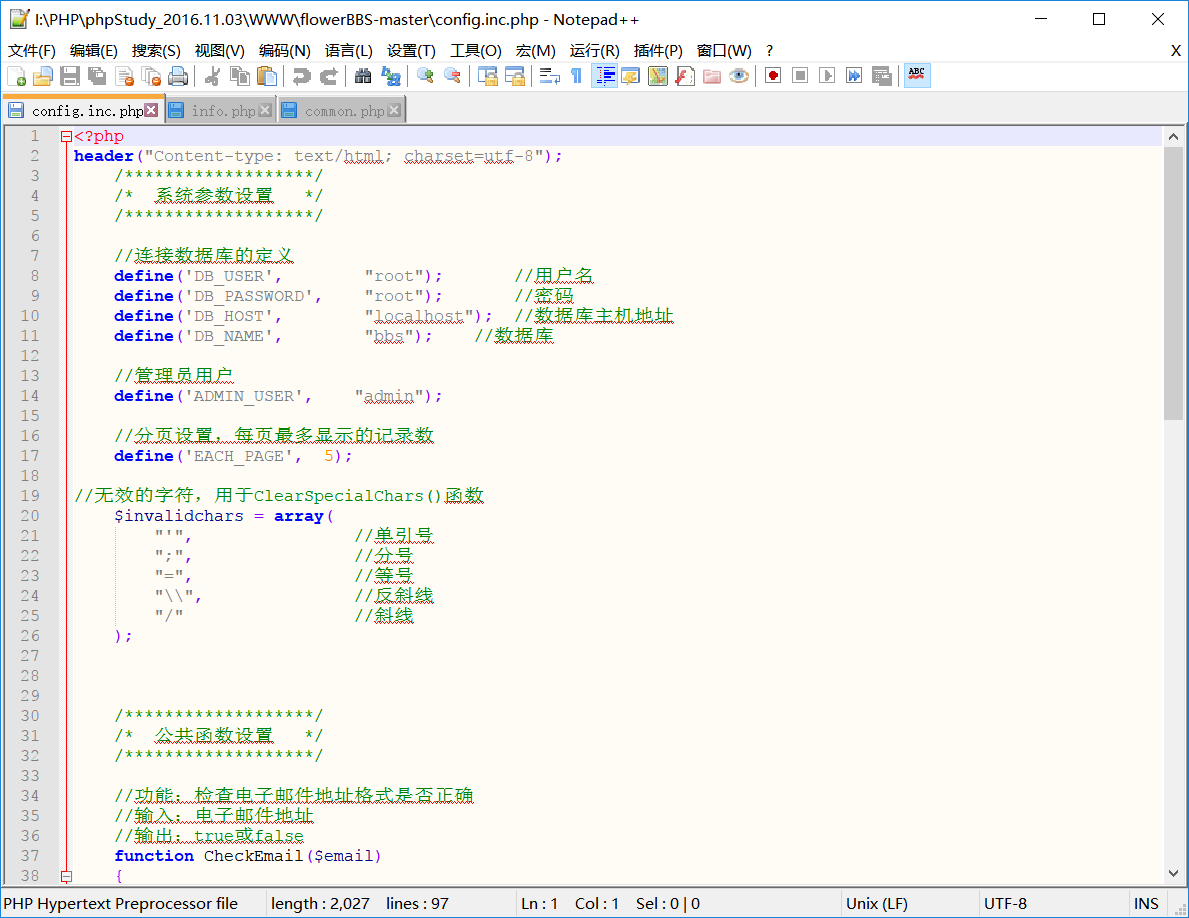 I:\PHP\phpStudy_2016.11.03\WWW\flowerBBS-master\config.inc.php - Notepad++
文件(F) 编辑(E) 搜索(S) 视图(V) 编码(N) 语言(L) 设置(T) 工具(O) 宏(M) 运行(R) 插件(P) 窗口(W) ? X
ABC
config.inc.php info.php common.php
1 <?php
2 header("Content-type: text/html; charset=utf-8");
3 /*******************/
4 /* 系统参数设置 */
5 /*******************/
6
7 //连接数据库的定义
8 define('DB_USER', "root"); //用户名
9 define('DB_PASSWORD', "root"); //密码
10 define('DB_HOST', "localhost"); //数据库主机地址
11 define('DB_NAME', "bbs"); //数据库
12
13 //管理员用户
14 define('ADMIN_USER', "admin");
15
16 //分页设置，每页最多显示的记录数
17 define('EACH_PAGE', 5);
18
19 //无效的字符，用于ClearSpecialChars()函数
20 $invalidchars = array(
21 "'", //单引号
22 ";", //分号
23 "=", //等号
24 "\\", //反斜线
25 "/" //斜线
26 );
27
28
29
30 /*******************/
31 /* 公共函数设置 */
32 /*******************/
33
34 //功能：检查电子邮件地址格式是否正确
35 //输入：电子邮件地址
36 //输出：true或false
37 function CheckEmail($email)
38 {
PHP Hypertext Preprocessor file length : 2,027 lines : 97 Ln : 1 Col : 1 Sel : 0 | 0 Unix (LF) UTF-8 INS